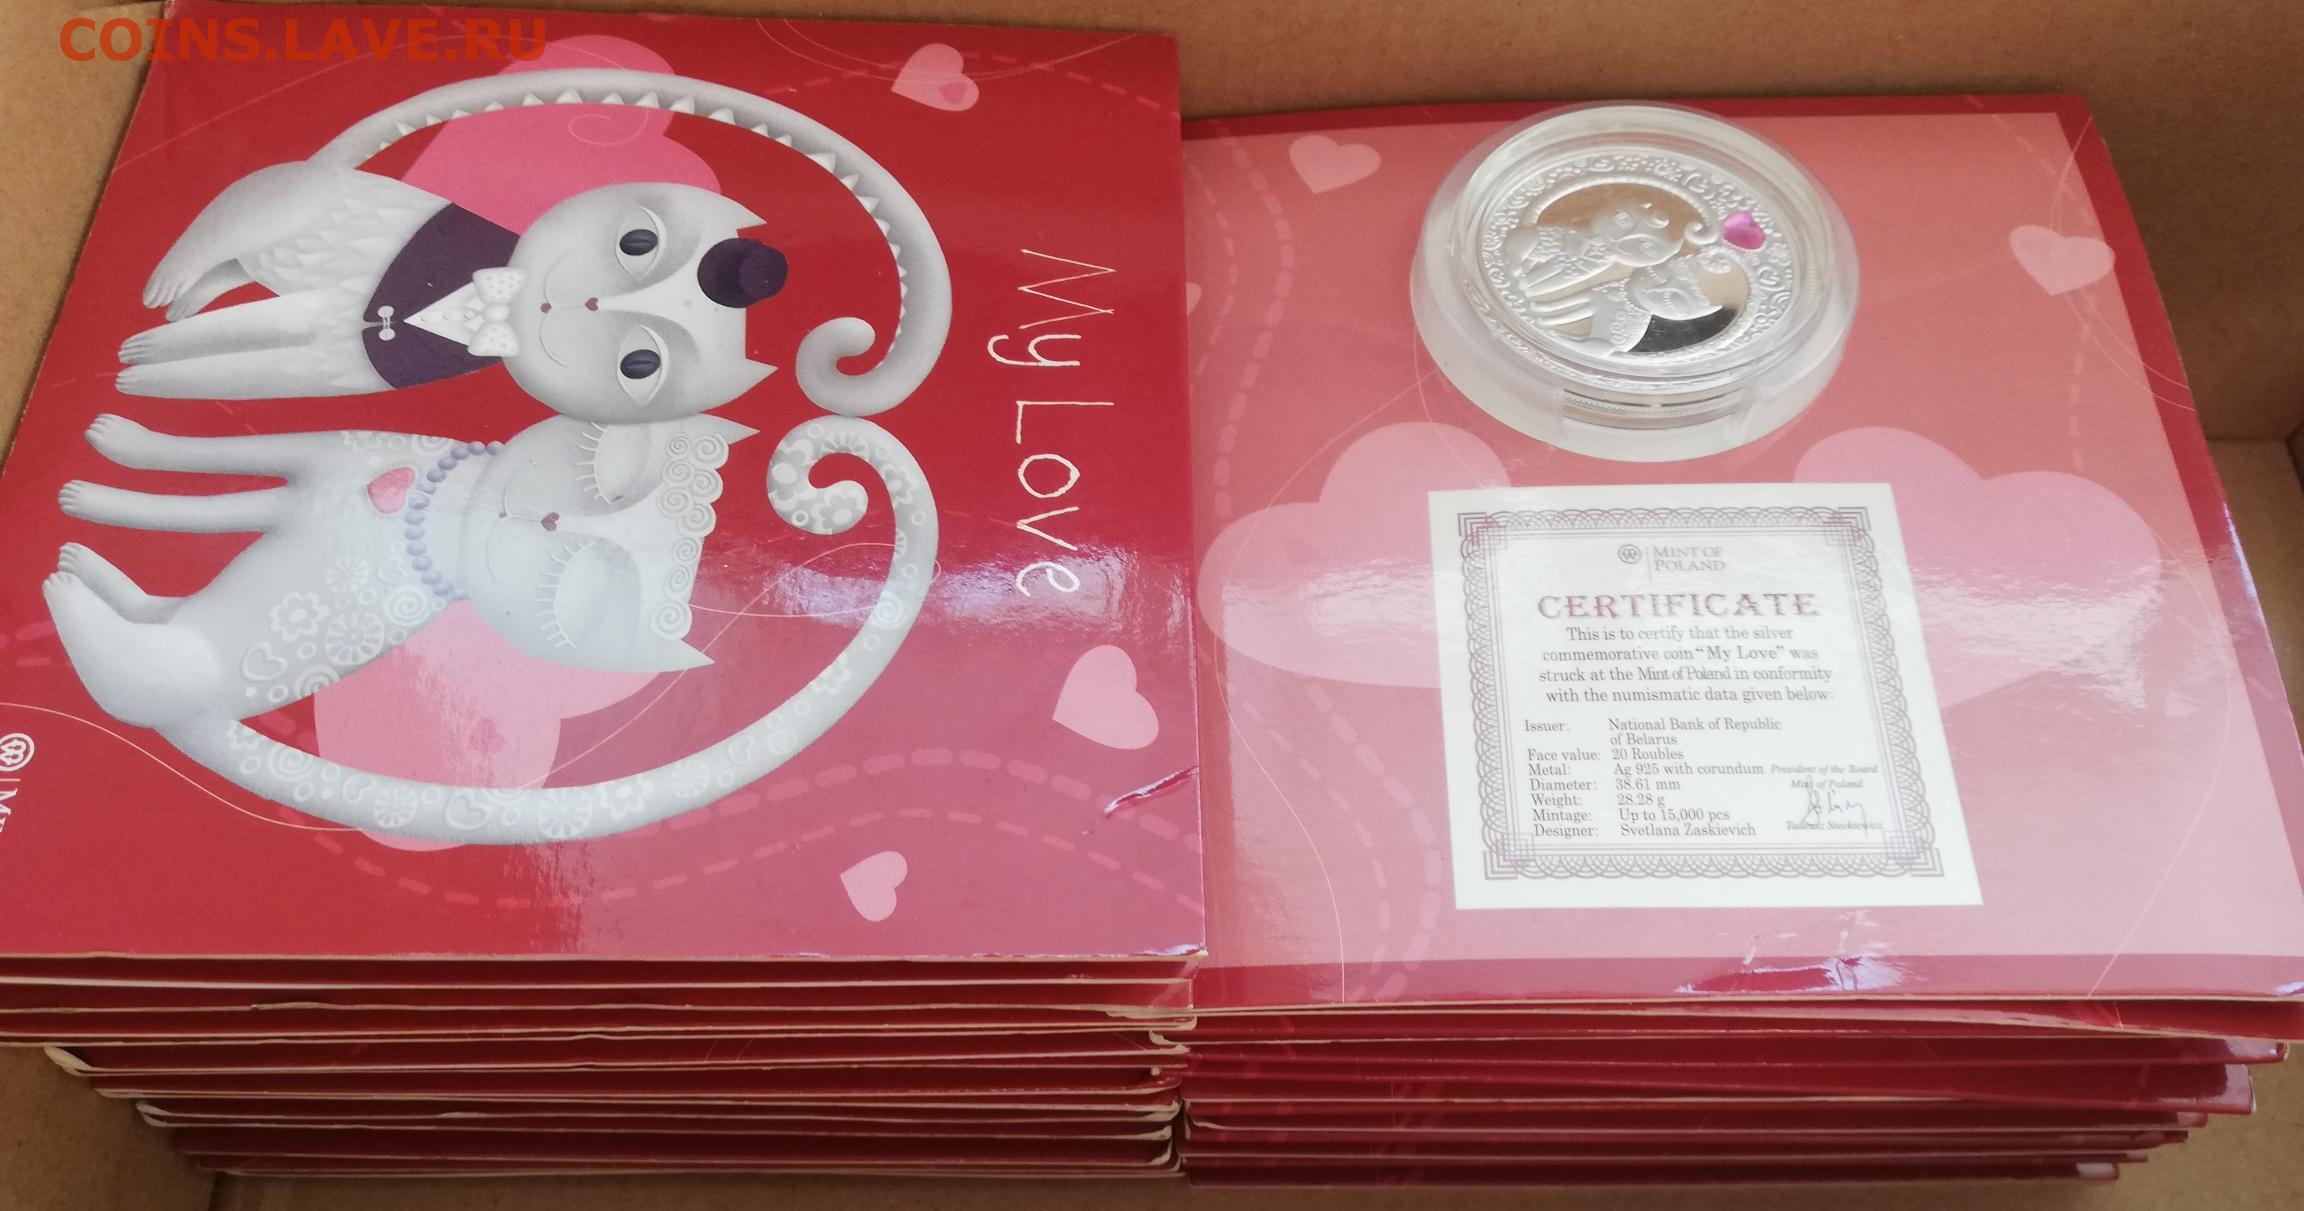 COINS.LAVE.RU
My Love
MINT OF
POLAND
CERTIFICATE
This is to certify that the silver
commemorative coin "My Love" was
struck at the Mint of Poland in conformity
with the numismatic data given below:
Issuer: National Bank of Republic
of Belarus
Face value: 20 Roubles
Metal: Ag 925 with corundum
Diameter: 38.61 mm
Weight: 28.28 g
Mintage: Up to 15,000 pcs
Designer: Svetlana Zaskievich
President of the Board
Mint of Poland
Tadeusz Steckiewicz